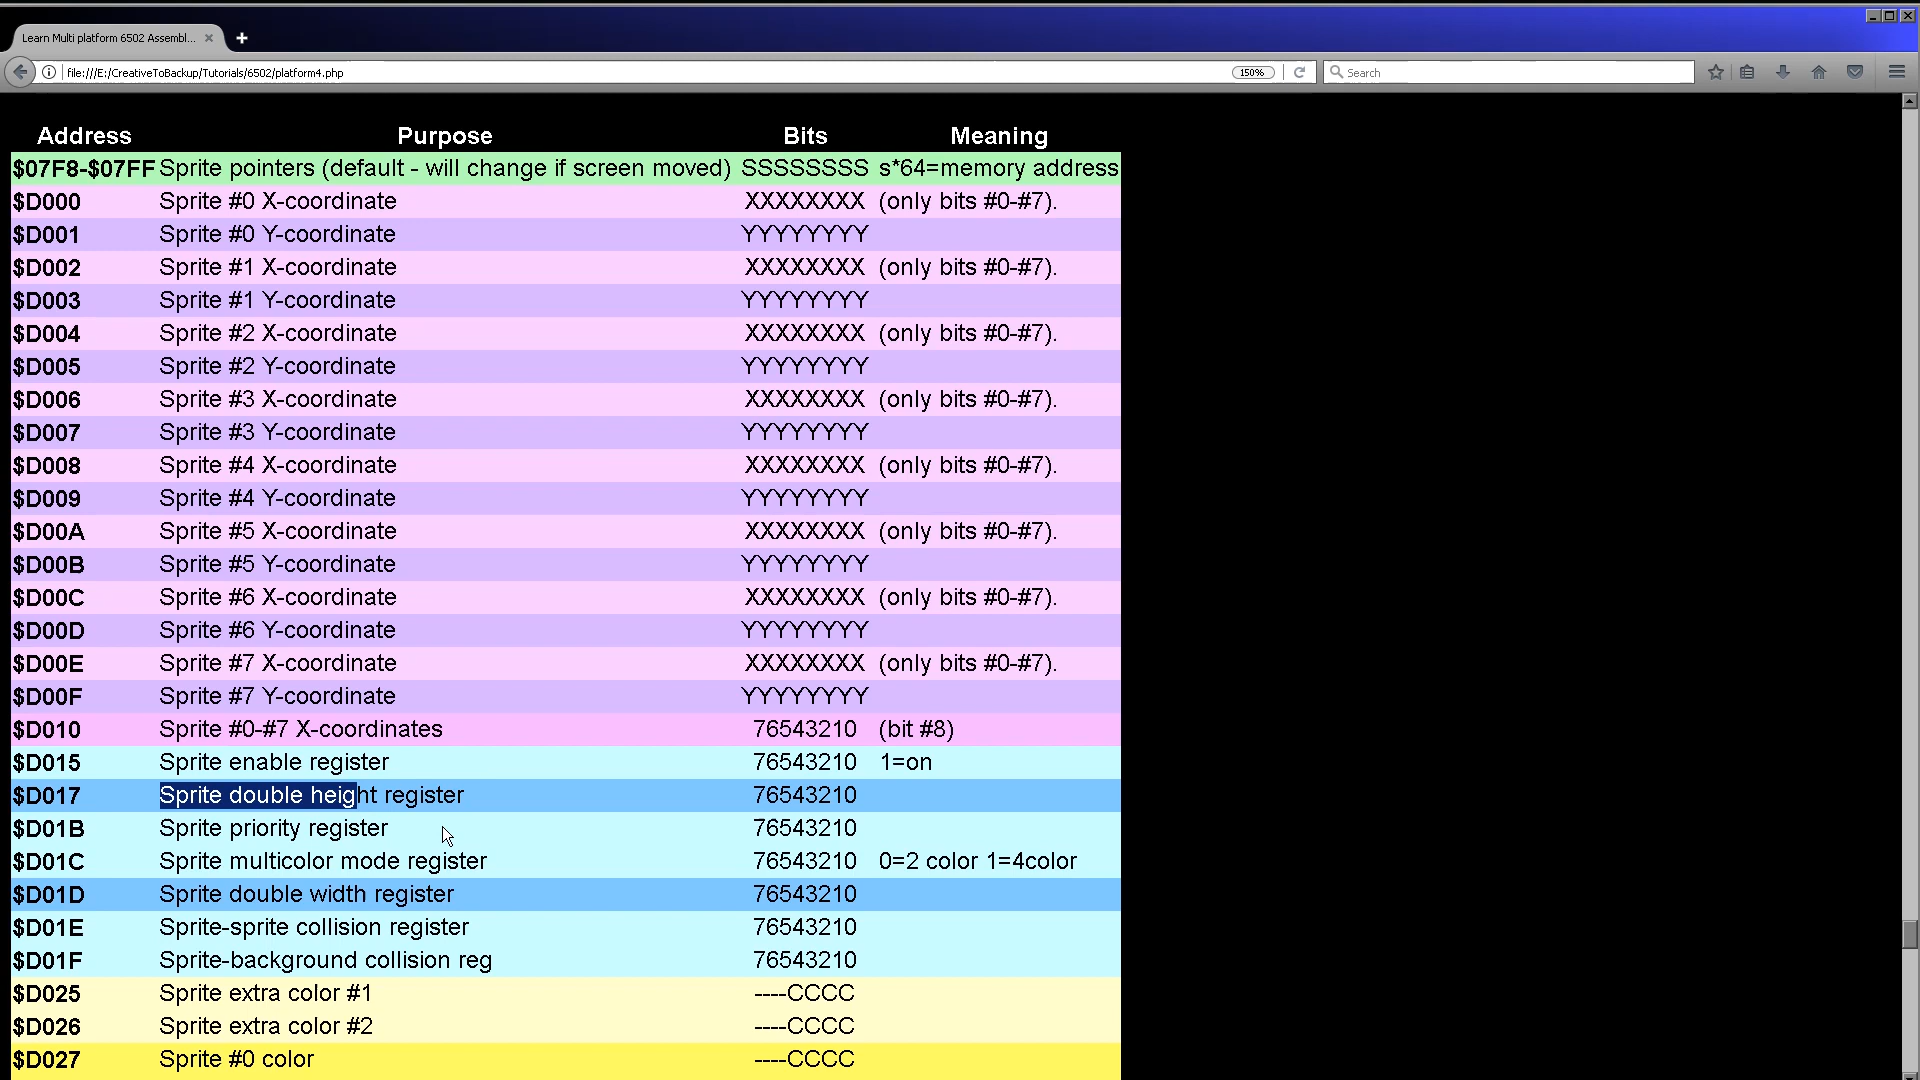 Learn Multi platform 6502 Assembl...
file:///E:/CreativeToBackup/Tutorials/6502/platform4.php
150%
Search
Address Purpose Bits Meaning
$07F8-$07FF Sprite pointers (default - will change if screen moved) SSSSSSSS s*64=memory address
$D000 Sprite #0 X-coordinate XXXXXXXX (only bits #0-#7).
$D001 Sprite #0 Y-coordinate YYYYYYYY
$D002 Sprite #1 X-coordinate XXXXXXXX (only bits #0-#7).
$D003 Sprite #1 Y-coordinate YYYYYYYY
$D004 Sprite #2 X-coordinate XXXXXXXX (only bits #0-#7).
$D005 Sprite #2 Y-coordinate YYYYYYYY
$D006 Sprite #3 X-coordinate XXXXXXXX (only bits #0-#7).
$D007 Sprite #3 Y-coordinate YYYYYYYY
$D008 Sprite #4 X-coordinate XXXXXXXX (only bits #0-#7).
$D009 Sprite #4 Y-coordinate YYYYYYYY
$D00A Sprite #5 X-coordinate XXXXXXXX (only bits #0-#7).
$D00B Sprite #5 Y-coordinate YYYYYYYY
$D00C Sprite #6 X-coordinate XXXXXXXX (only bits #0-#7).
$D00D Sprite #6 Y-coordinate YYYYYYYY
$D00E Sprite #7 X-coordinate XXXXXXXX (only bits #0-#7).
$D00F Sprite #7 Y-coordinate YYYYYYYY
$D010 Sprite #0-#7 X-coordinates 76543210 (bit #8)
$D015 Sprite enable register 76543210 1=on
$D017 Sprite double height register 76543210
$D01B Sprite priority register 76543210
$D01C Sprite multicolor mode register 76543210 0=2 color 1=4color
$D01D Sprite double width register 76543210
$D01E Sprite-sprite collision register 76543210
$D01F Sprite-background collision reg 76543210
$D025 Sprite extra color #1 ----CCCC
$D026 Sprite extra color #2 ----CCCC
$D027 Sprite #0 color ----CCCC